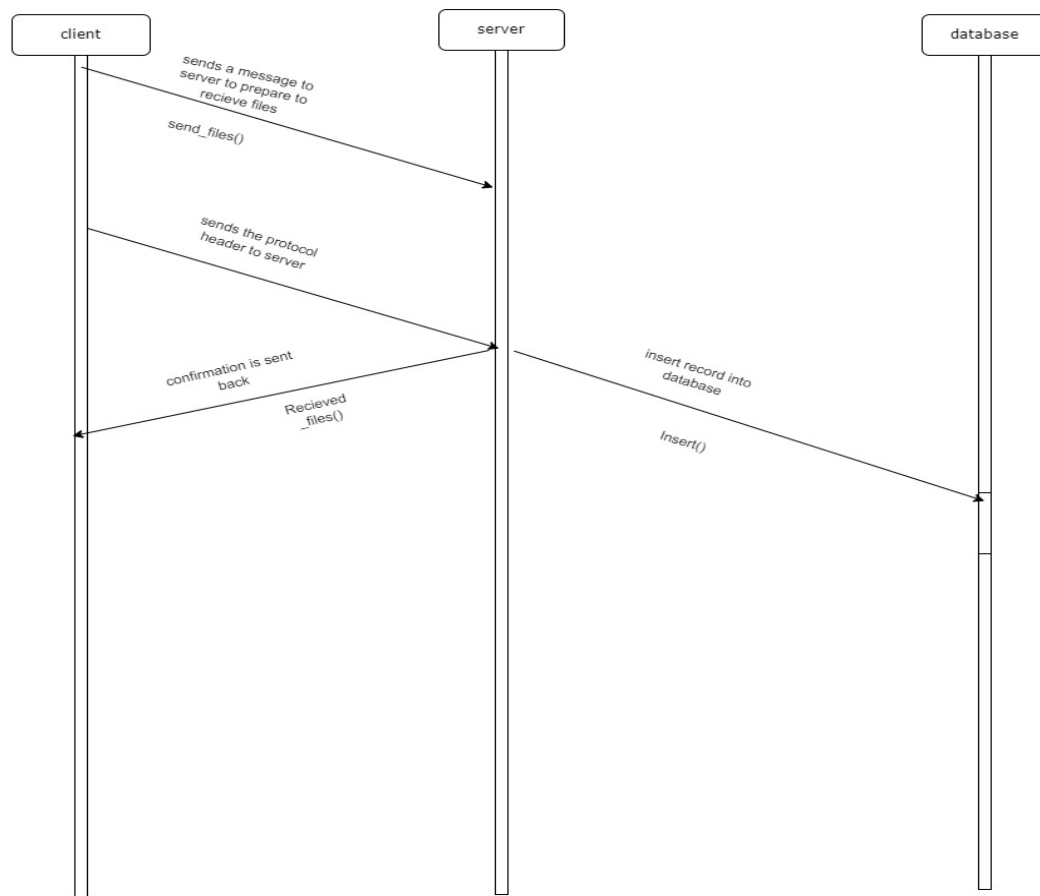 client
server
database
sends a message to
server to prepare to
recieve files
send_files()
sends the protocol
header to server
confirmation is sent
back
Recieved
_files()
insert record into
database
Insert()